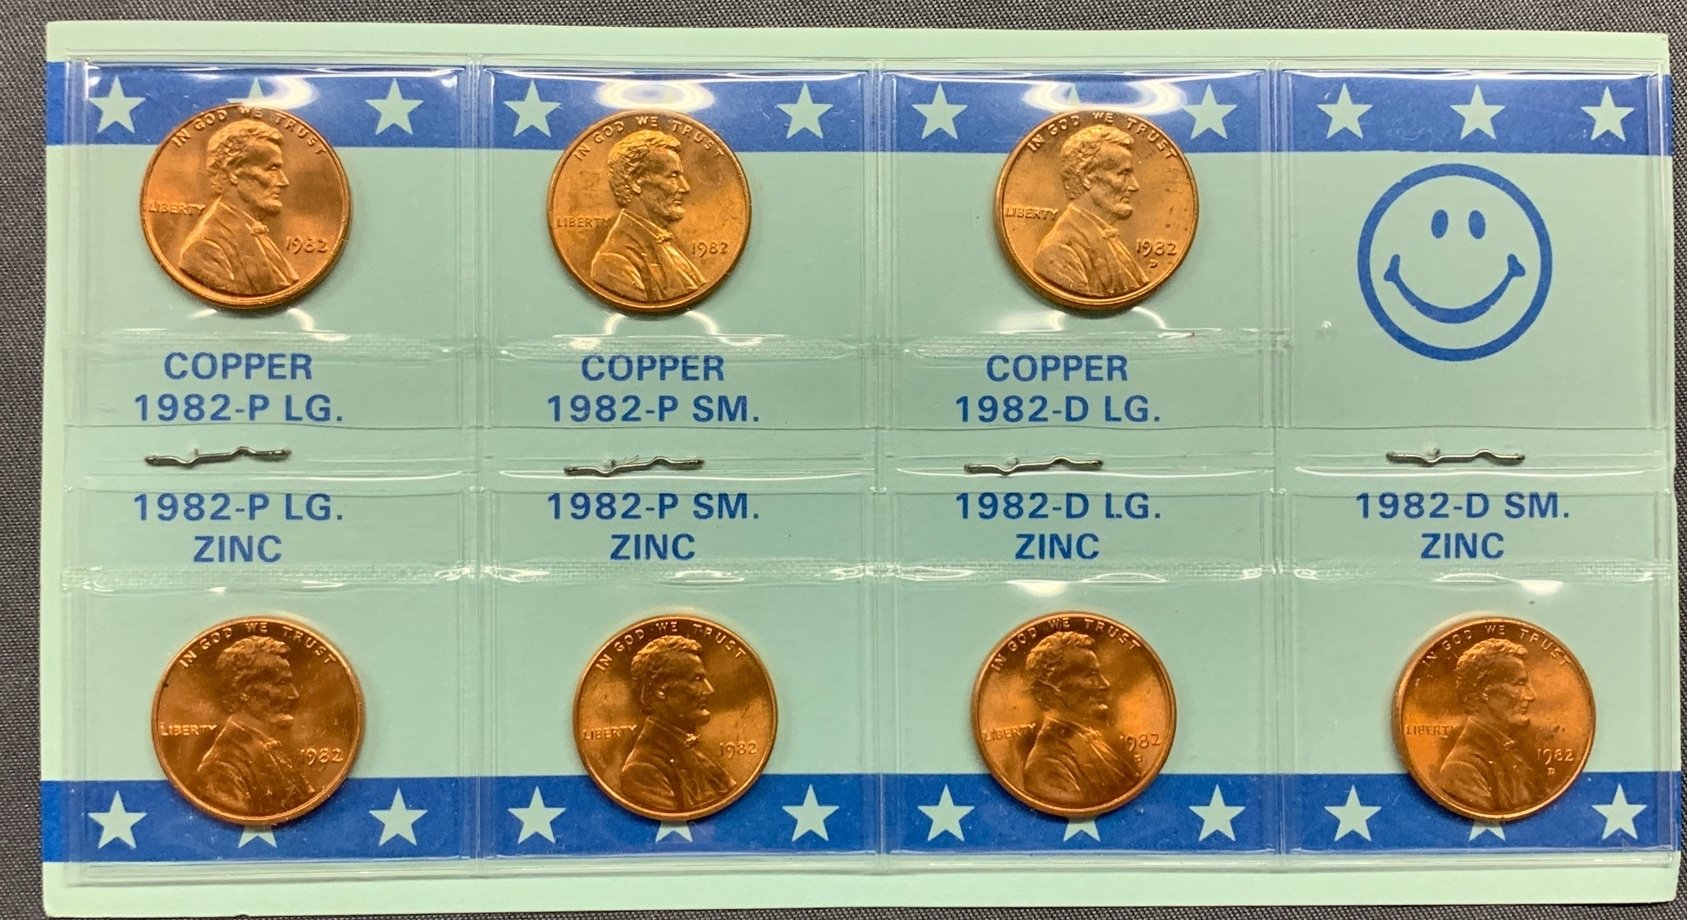 IN GOD WE TRUST
LIBERTY
1982
IN GOD WE TRUST
LIBERTY
1982
IN GOD WE TRUST
LIBERTY
1982
D
COPPER
1982-P LG.
COPPER
1982-P SM.
COPPER
1982-D LG.
1982-P LG.
ZINC
1982-P SM.
ZINC
1982-D LG.
ZINC
1982-D SM.
ZINC
IN GOD WE TRUST
LIBERTY
1982
IN GOD WE TRUST
LIBERTY
1982
IN GOD WE TRUST
LIBERTY
1982
D
IN GOD WE TRUST
LIBERTY
1982
D